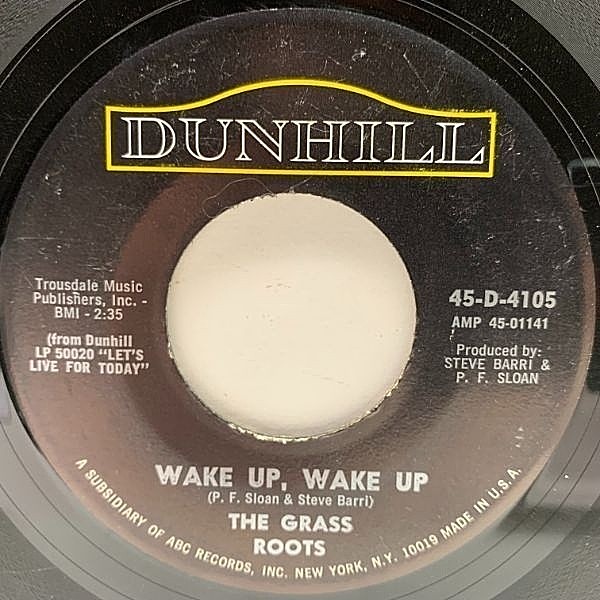 DUNHILL
Trousdale Music
Publishers, Inc. -
BMI - 2:35
(from Dunhill
LP 50020 "LET'S
LIVE FOR TODAY"
45-D-4105
AMP 45-01141
Produced by:
STEVE BARRI &
P. F. SLOAN
WAKE UP, WAKE UP
(P. F. Sloan & Steve Barri)
THE GRASS
ROOTS
A SUBSIDIARY OF ABC RECORDS, INC. NEW YORK, N.Y. 10019 MADE IN U.S.A.